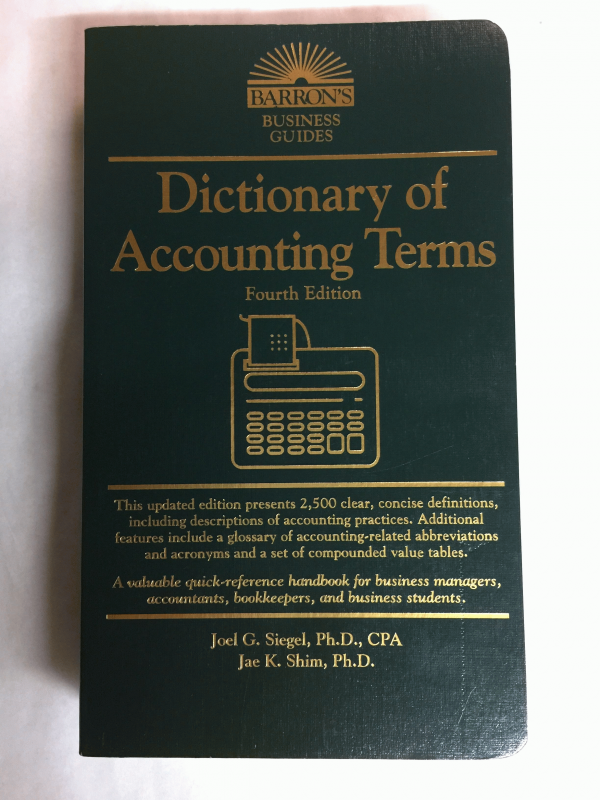 BARRON'S
BUSINESS
GUIDES
Dictionary of
Accounting Terms
Fourth Edition
This updated edition presents 2,500 clear, concise definitions,
including descriptions of accounting practices. Additional
features include a glossary of accounting-related abbreviations
and acronyms and a set of compounded value tables.
A valuable quick-reference handbook for business managers,
accountants, bookkeepers, and business students.
Joel G. Siegel, Ph.D., CPA
Jae K. Shim, Ph.D.